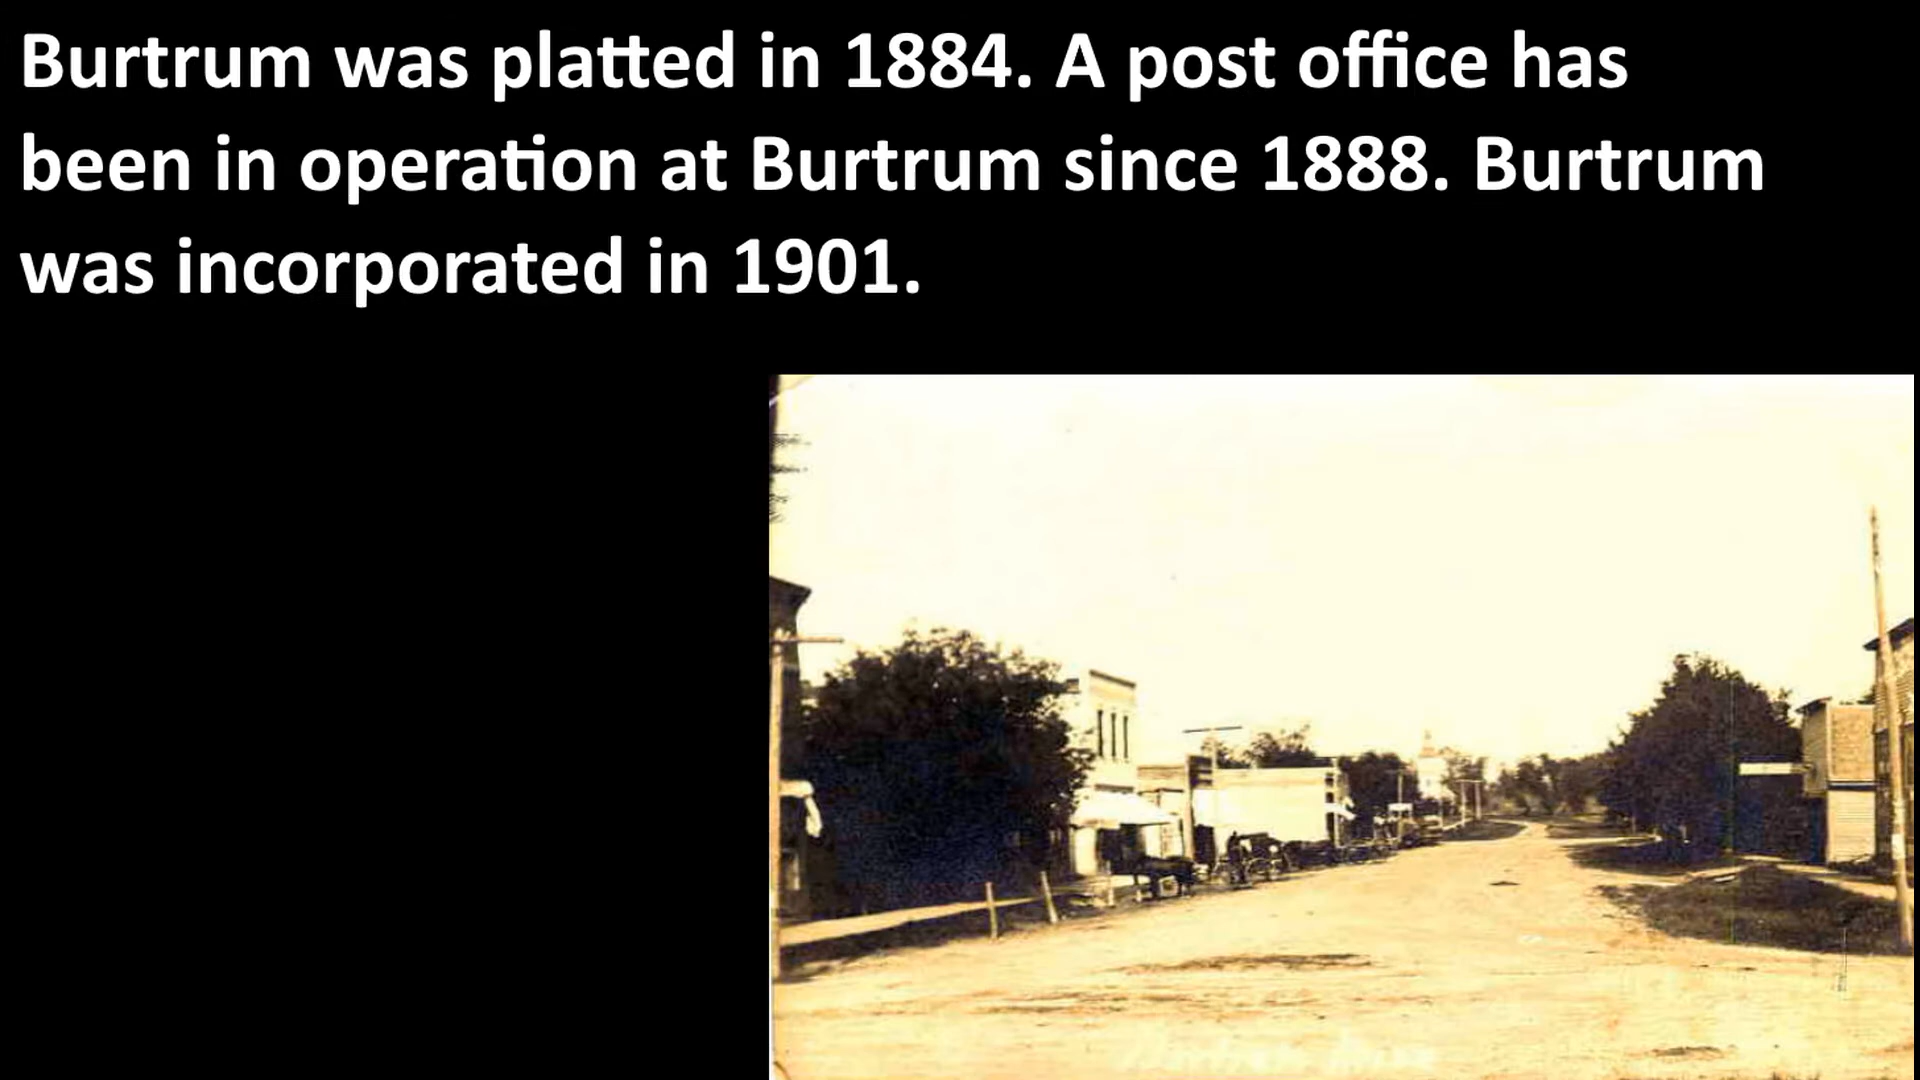 Burtrum was platted in 1884. A post office has
been in operation at Burtrum since 1888. Burtrum
was incorporated in 1901.